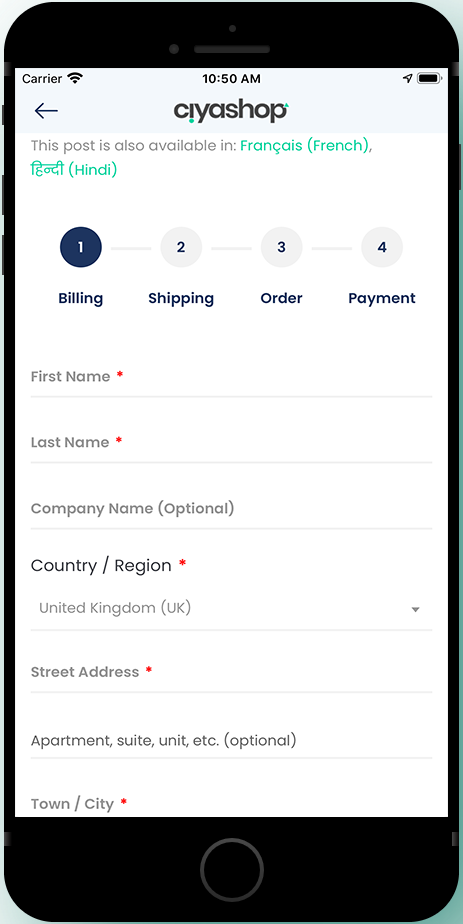 Carrier 10:50 AM
ciyashop
This post is also available in: Français (French),
हिन्दी (Hindi)
1 2 3 4
Billing Shipping Order Payment
First Name *
Last Name *
Company Name (Optional)
Country / Region *
United Kingdom (UK)
Street Address *
Apartment, suite, unit, etc. (optional)
Town / City *